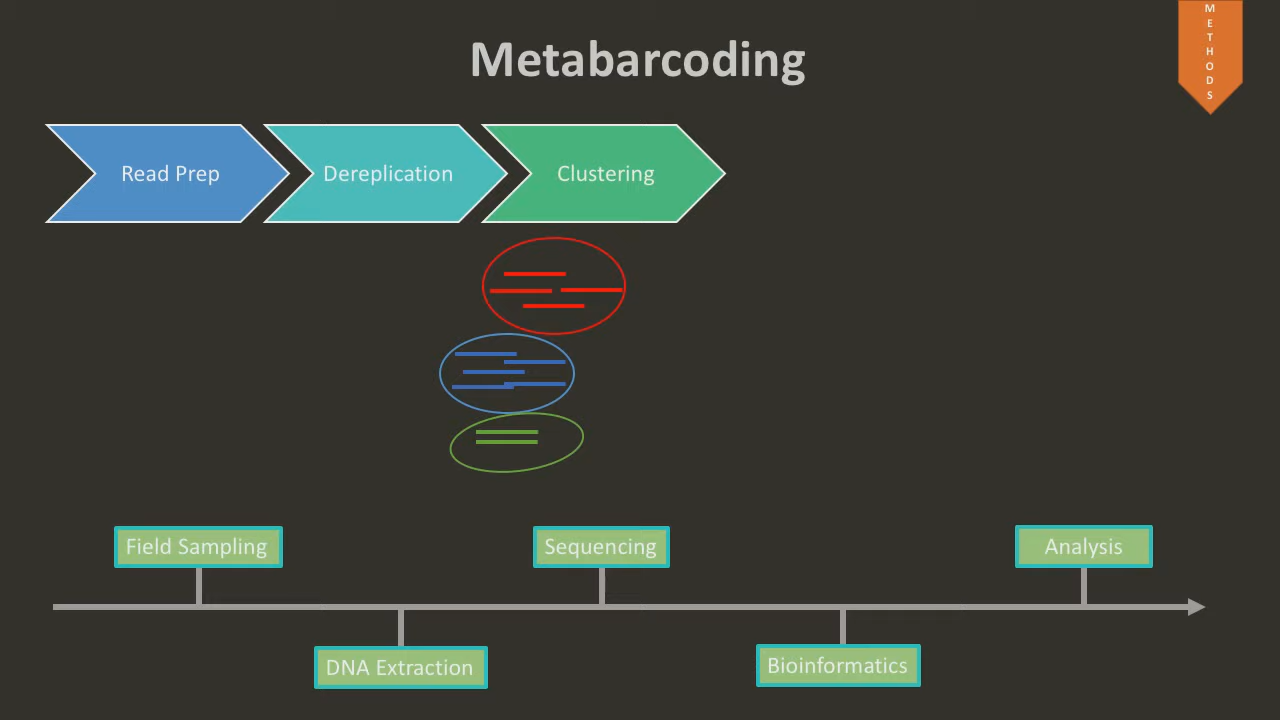 Metabarcoding
METHODS
Read Prep
Dereplication
Clustering
Field Sampling
Sequencing
Analysis
DNA Extraction
Bioinformatics